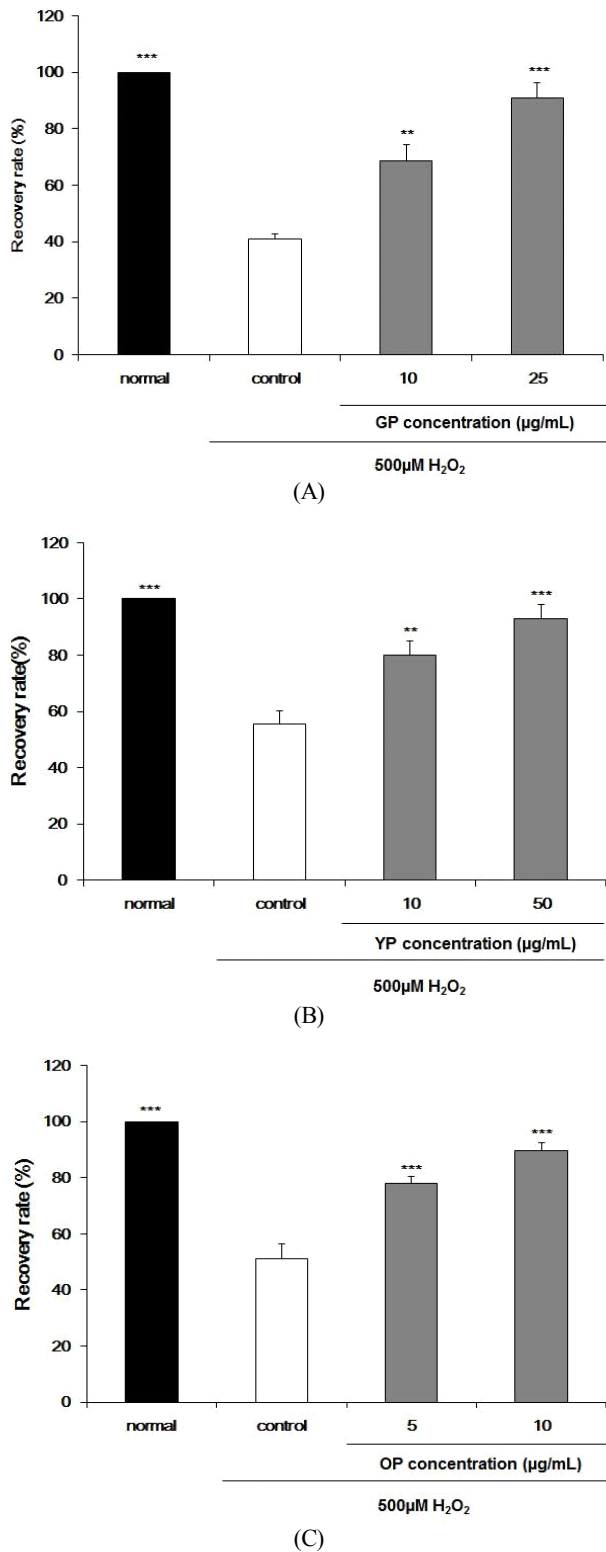 120
***
***
100
**
80
60
40
20
0
Recovery rate (%)
normal control 10 25
GP concentration (µg/mL)
500µM H₂O₂
(A)
120
***
***
100
**
80
60
40
20
0
Recovery rate(%)
normal control 10 50
YP concentration (µg/mL)
500µM H₂O₂
(B)
120
***
***
100
***
80
60
40
20
0
Recovery rate (%)
normal control 5 10
OP concentration (µg/mL)
500µM H₂O₂
(C)